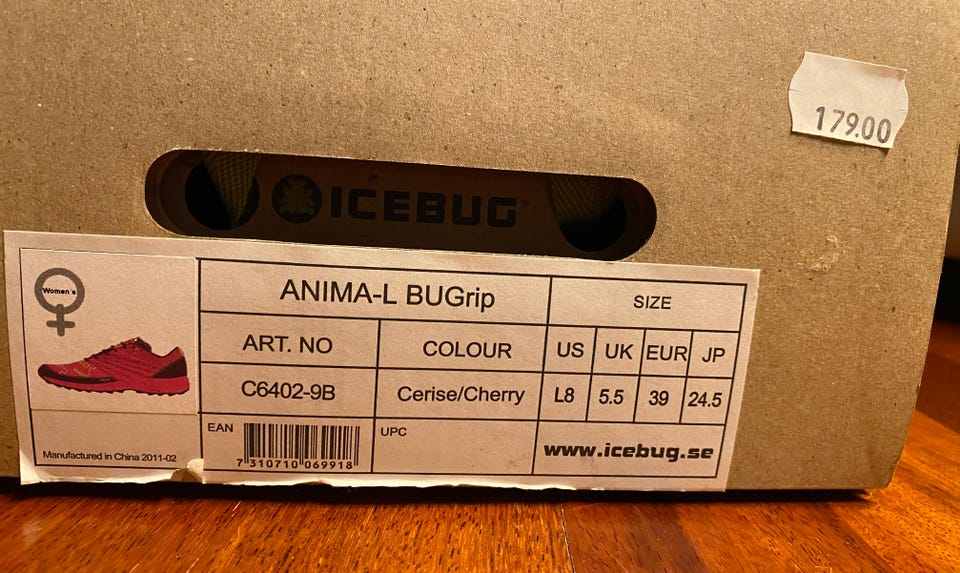 179.00
ICEBUG®
Women's
ANIMA-L BUGrip
SIZE
ART. NO
COLOUR
US
UK
EUR
JP
C6402-9B
Cerise/Cherry
L8
5.5
39
24.5
EAN
UPC
7 310710 069918
www.icebug.se
Manufactured in China 2011-02